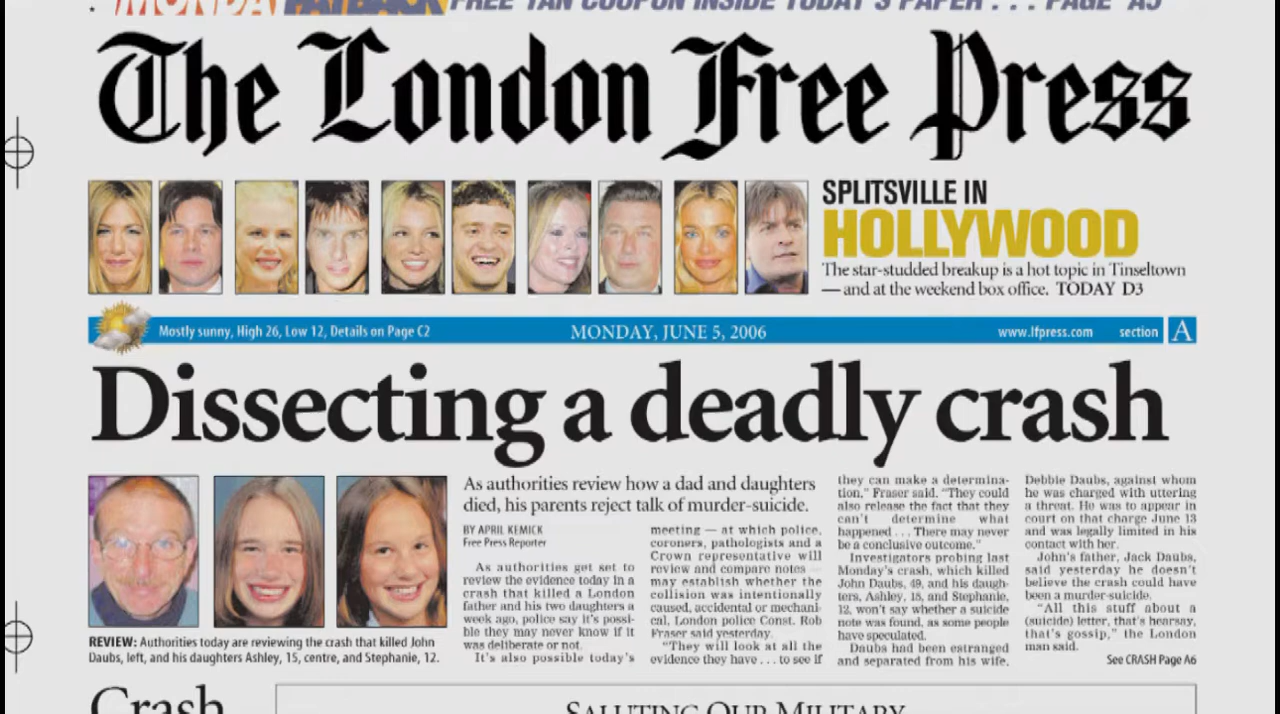 MONDAY PAYBACK FREE TAN COUPON INSIDE TODAY'S PAPER . . . PAGE A5
The London Free Press
SPLITSVILLE IN
HOLLYWOOD
The star-studded breakup is a hot topic in Tinseltown
— and at the weekend box office. TODAY D3
Mostly sunny, High 26, Low 12, Details on Page C2
MONDAY, JUNE 5, 2006
www.lfpress.com
section A
Dissecting a deadly crash
REVIEW: Authorities today are reviewing the crash that killed John
Daubs, left, and his daughters Ashley, 15, centre, and Stephanie, 12.
As authorities review how a dad and daughters
died, his parents reject talk of murder-suicide.
BY APRIL KEMICK
Free Press Reporter
As authorities get set to
review the evidence today in a
crash that killed a London
father and his two daughters a
week ago, police say it's possi-
ble they may never know if it
was deliberate or not.
It's also possible today's
meeting — at which police,
coroners, pathologists and a
Crown representative will
review and compare notes —
may establish whether the
collision was intentionally
caused, accidental or mechani-
cal, London police Const. Rob
Fraser said yesterday.
"They will look at all the
evidence they have . . . to see if
they can make a determina-
tion," Fraser said. "They could
also release the fact that they
can't determine what
happened . . . There may never
be a conclusive outcome."
Investigators probing last
Monday's crash, which killed
John Daubs, 49, and his daugh-
ters, Ashley, 15, and Stephanie,
12, won't say whether a suicide
note was found, as some people
have speculated.
Daubs had been estranged
and separated from his wife,
Debbie Daubs, against whom
he was charged with uttering
a threat. He was to appear in
court on that charge June 13
and was legally limited in his
contact with her.
John's father, Jack Daubs,
said yesterday he doesn't
believe the crash could have
been a murder-suicide.
"All this stuff about a
(suicide) letter, that's hearsay,
that's gossip," the London
man said.
See CRASH Page A6
Crash
SALUTING OUR MILITARY